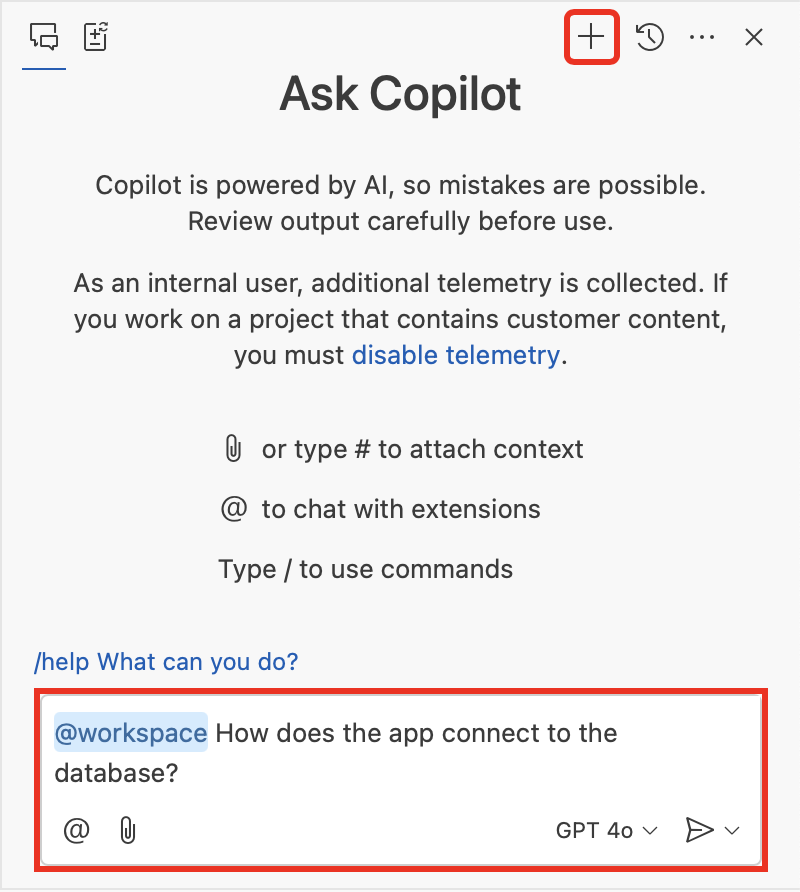 Ask Copilot
Copilot is powered by AI, so mistakes are possible.
Review output carefully before use.
As an internal user, additional telemetry is collected. If
you work on a project that contains customer content,
you must disable telemetry.
or type # to attach context
@ to chat with extensions
Type / to use commands
/help What can you do?
@workspace How does the app connect to the
database?
@ GPT 4o